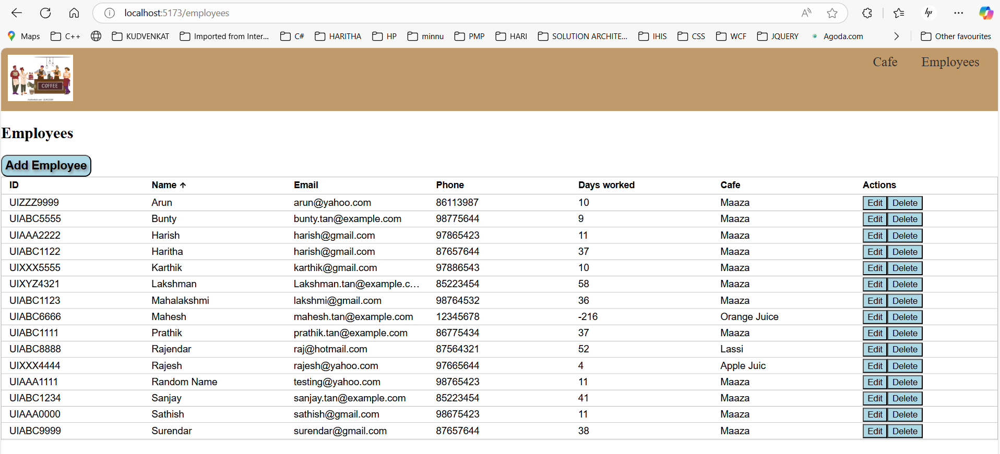 localhost:5173/employees
Maps C++ KUDVENKAT Imported from Inter... C# HARITHA HP minnu PMP HARI SOLUTION ARCHITE... IHIS CSS WCF JQUERY Agoda.com Other favourites
COFFEE
Cafe Employees
Employees
Add Employee
ID Name ↑ Email Phone Days worked Cafe Actions
UIZZZ9999 Arun arun@yahoo.com 86113987 10 Maaza Edit Delete
UIABC5555 Bunty bunty.tan@example.com 98775644 9 Maaza Edit Delete
UIAAA2222 Harish harish@gmail.com 97865423 11 Maaza Edit Delete
UIABC1122 Haritha harish@gmail.com 87657644 37 Maaza Edit Delete
UIXXX5555 Karthik karthik@gmail.com 97886543 10 Maaza Edit Delete
UIXYZ4321 Lakshman Lakshman.tan@example.c... 85223454 58 Maaza Edit Delete
UIABC1123 Mahalakshmi lakshmi@gmail.com 98764532 36 Maaza Edit Delete
UIABC6666 Mahesh mahesh.tan@example.com 12345678 -216 Orange Juice Edit Delete
UIABC1111 Prathik prathik.tan@example.com 86775434 37 Maaza Edit Delete
UIABC8888 Rajendar raj@hotmail.com 87564321 52 Lassi Edit Delete
UIXXX4444 Rajesh rajesh@yahoo.com 97665644 4 Apple Juic Edit Delete
UIAAA1111 Random Name testing@yahoo.com 98765423 11 Maaza Edit Delete
UIABC1234 Sanjay sanjay.tan@example.com 85223454 41 Maaza Edit Delete
UIAAA0000 Sathish sathish@gmail.com 98675423 11 Maaza Edit Delete
UIABC9999 Surendar surendar@gmail.com 87657644 38 Maaza Edit Delete